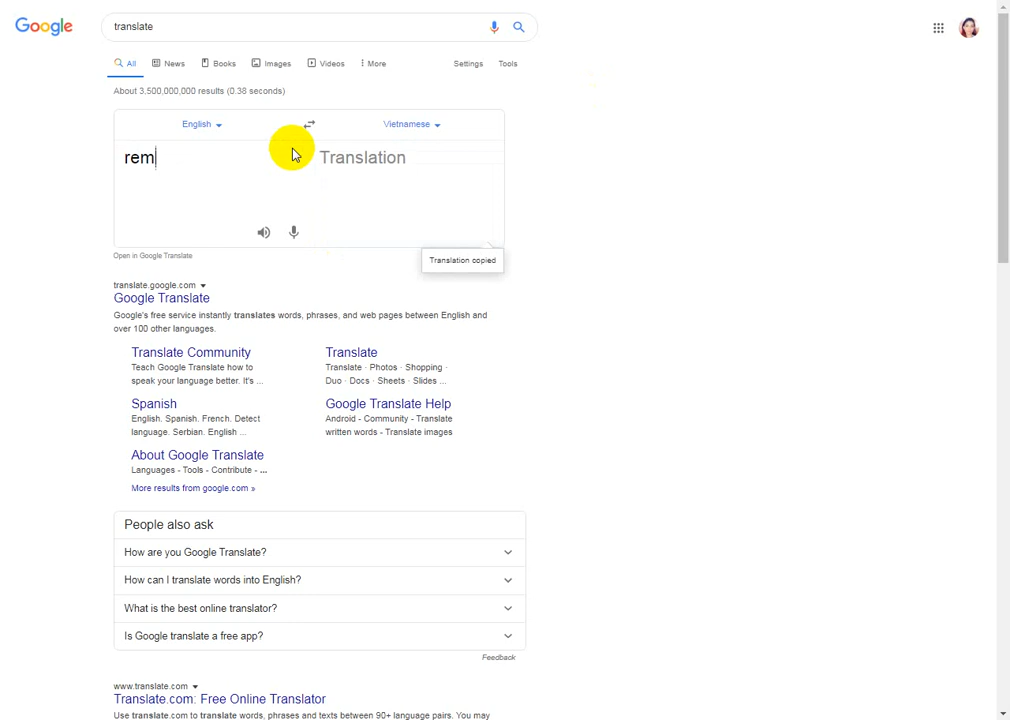 Google
translate
All News Books Images Videos More Settings Tools
About 3,500,000,000 results (0.38 seconds)
English Vietnamese
rem Translation
Translation copied
Open in Google Translate
translate.google.com
Google Translate
Google's free service instantly translates words, phrases, and web pages between English and
over 100 other languages.
Translate Community
Teach Google Translate how to
speak your language better. It's ...
Translate
Translate · Photos · Shopping ·
Duo · Docs · Sheets · Slides ...
Spanish
English. Spanish. French. Detect
language. Serbian. English ...
Google Translate Help
Android - Community - Translate
written words - Translate images
About Google Translate
Languages - Tools - Contribute - ...
More results from google.com »
People also ask
How are you Google Translate?
How can I translate words into English?
What is the best online translator?
Is Google translate a free app?
Feedback
www.translate.com
Translate.com: Free Online Translator
Use translate.com to translate words, phrases and texts between 90+ language pairs. You may